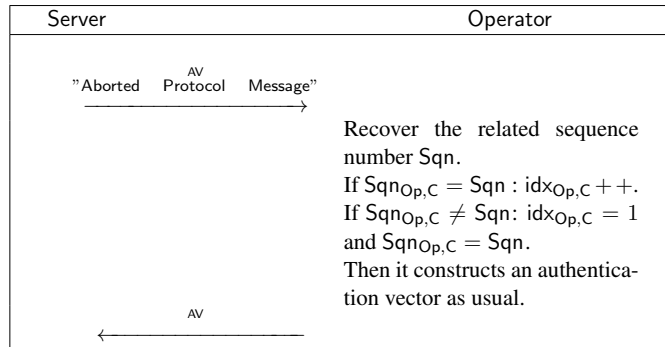 Server Operator
AV
"Aborted Protocol Message"
Recover the related sequence
number Sqn.
If Sqn_{Op,C} = Sqn : idx_{Op,C} ++.
If Sqn_{Op,C} ≠ Sqn: idx_{Op,C} = 1
and Sqn_{Op,C} = Sqn.
Then it constructs an authentica-
tion vector as usual.
AV